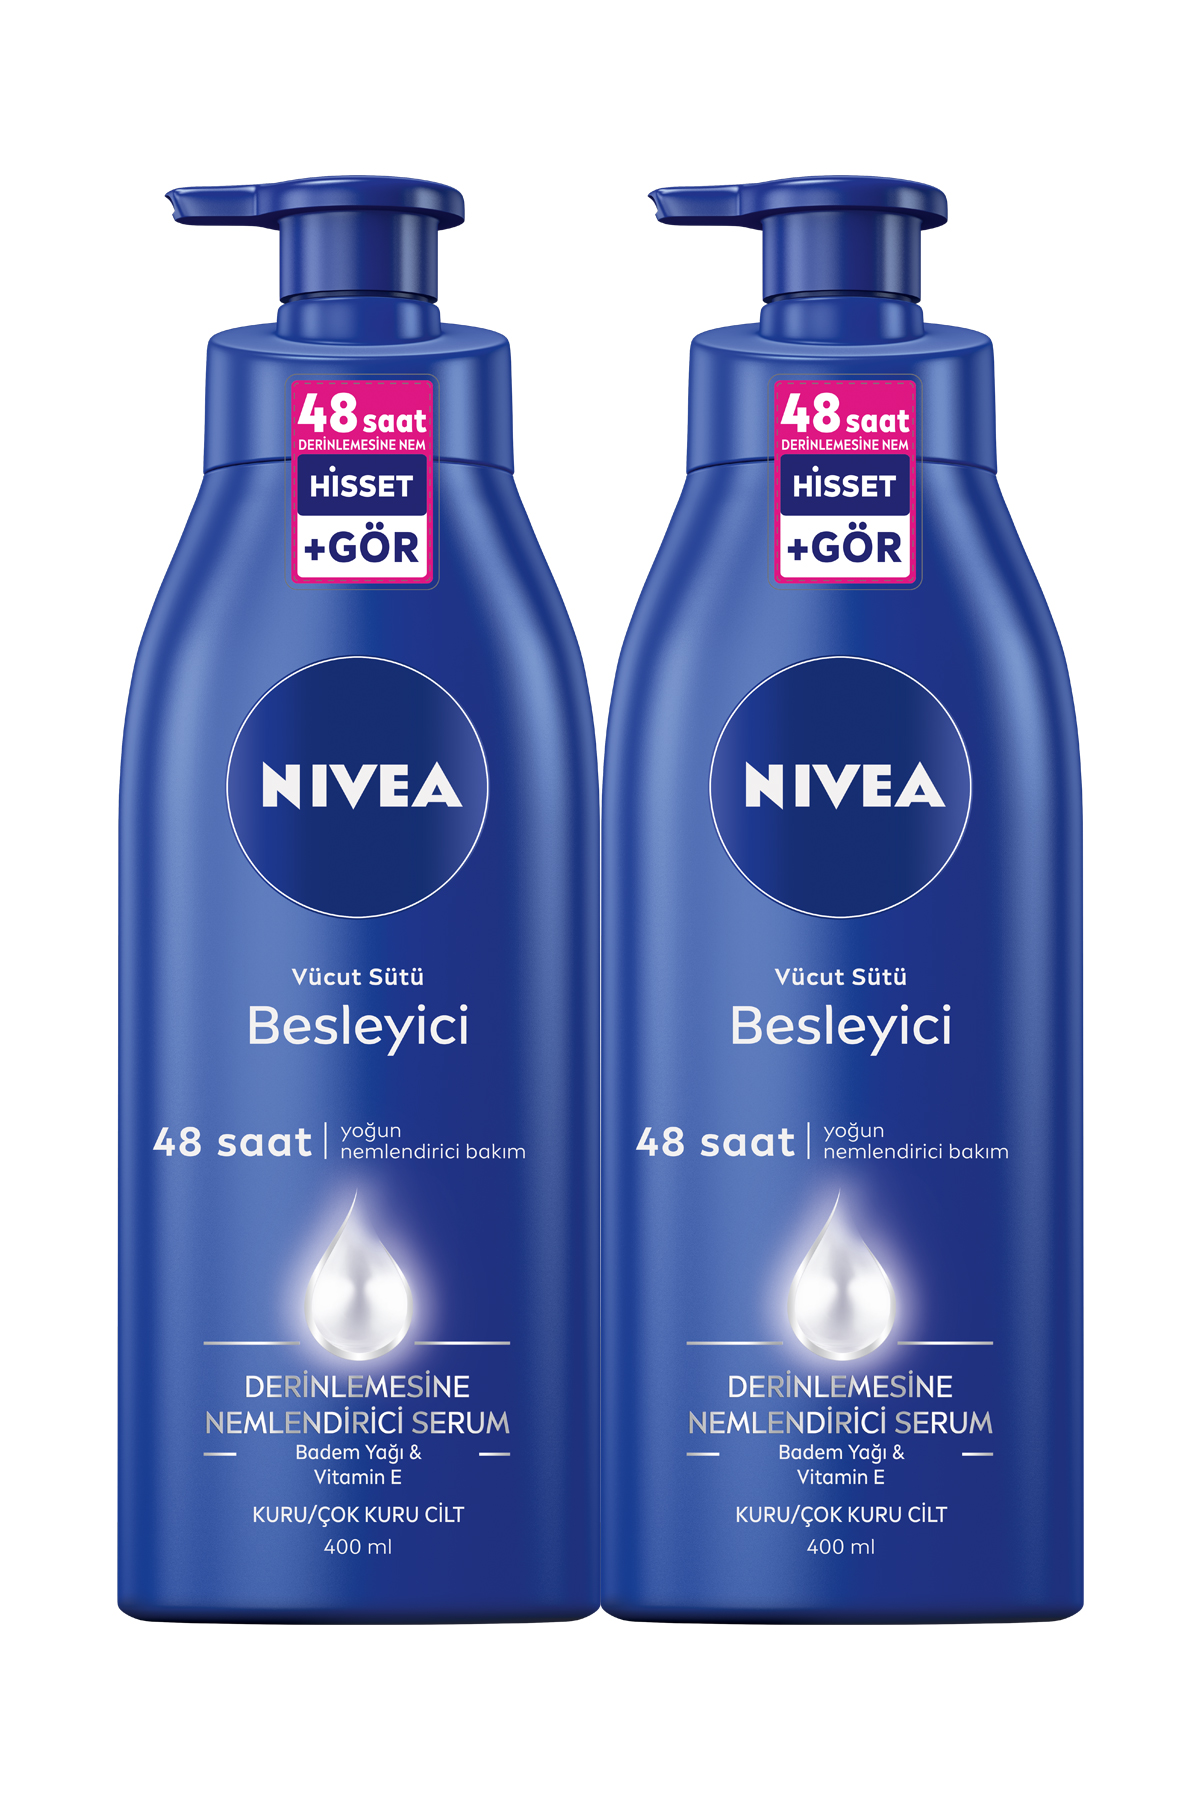 48 saat
DERİNLEMESİNE NEM
HİSSET
+GÖR
NIVEA
Vücut Sütü
Besleyici
48 saat
yoğun
nemlendirici bakım
DERİNLEMESİNE
NEMLENDİRİCİ SERUM
Badem Yağı &
Vitamin E
KURU/ÇOK KURU CİLT
400 ml
48 saat
DERİNLEMESİNE NEM
HİSSET
+GÖR
NIVEA
Vücut Sütü
Besleyici
48 saat
yoğun
nemlendirici bakım
DERİNLEMESİNE
NEMLENDİRİCİ SERUM
Badem Yağı &
Vitamin E
KURU/ÇOK KURU CİLT
400 ml